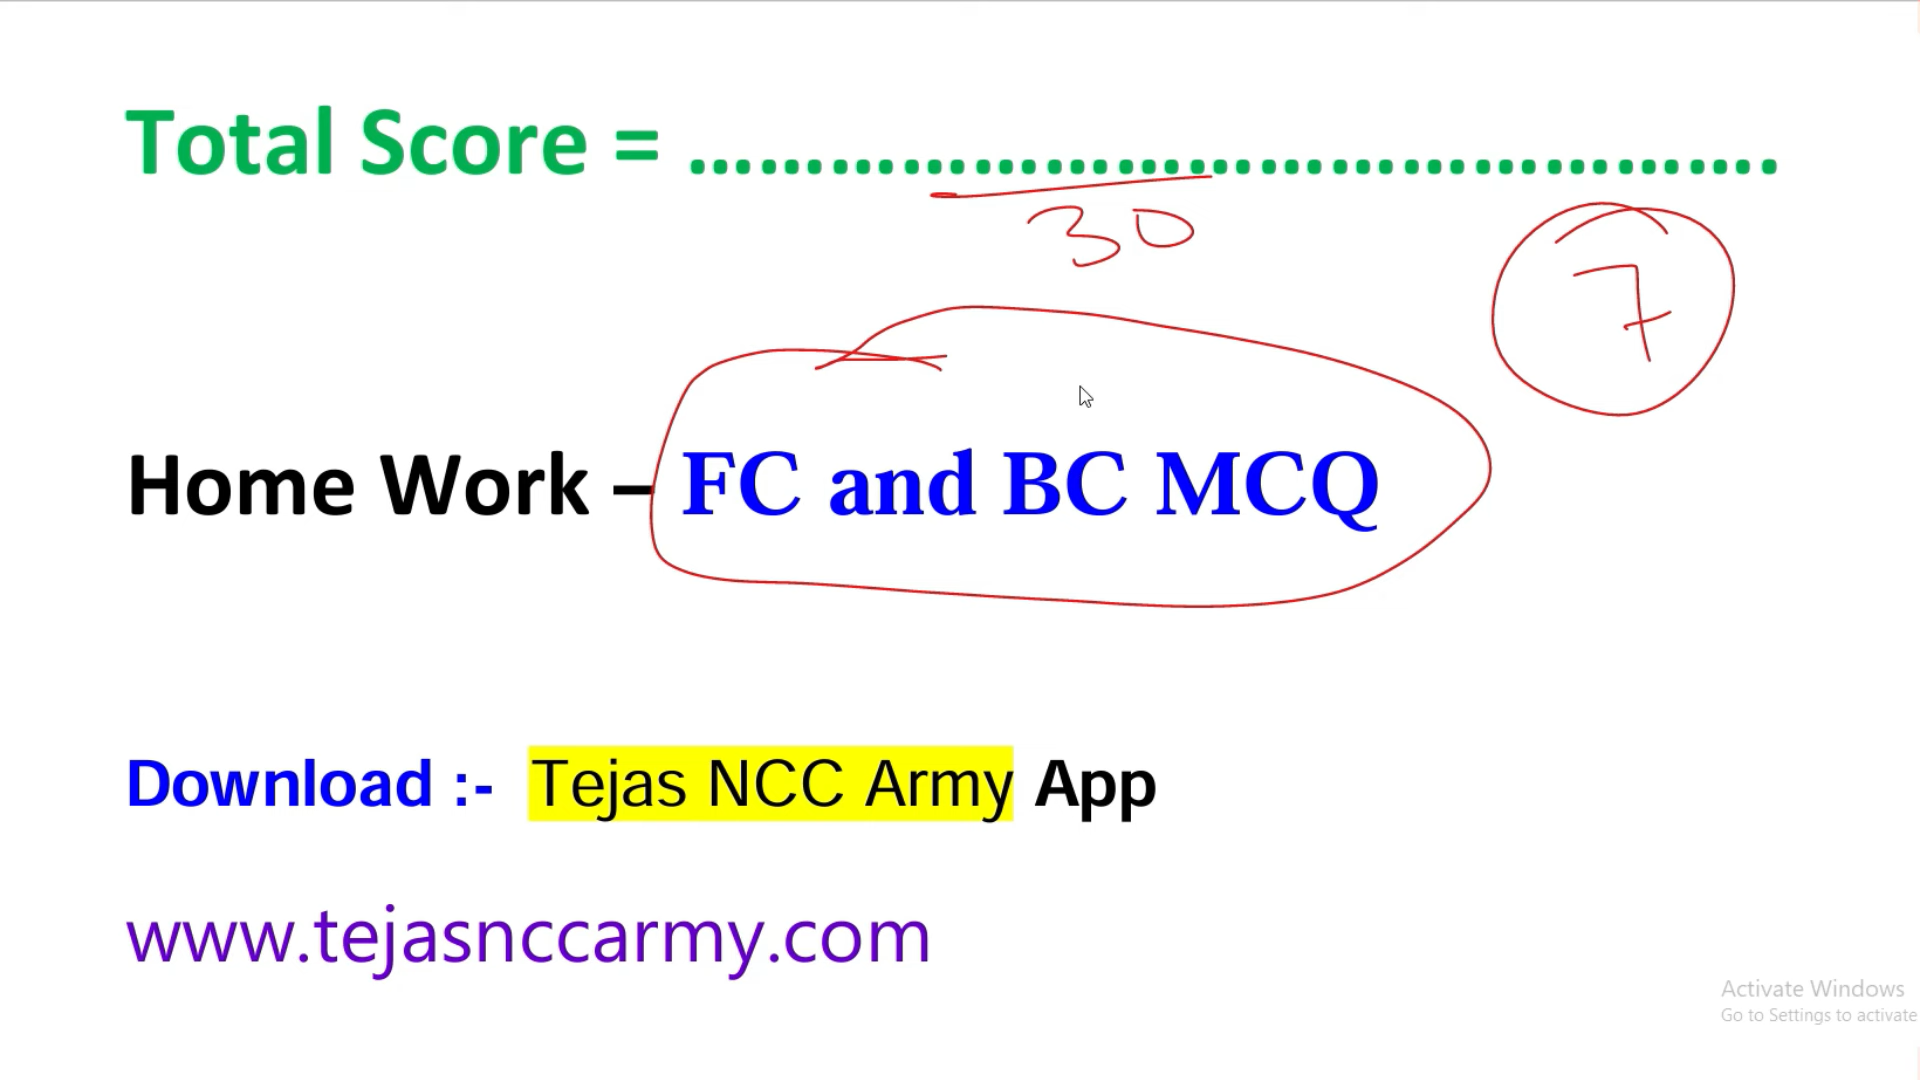 Total Score = ..........................................
30
7
Home Work – FC and BC MCQ
Download :- Tejas NCC Army App
www.tejasnccarmy.com
Activate Windows
Go to Settings to activate